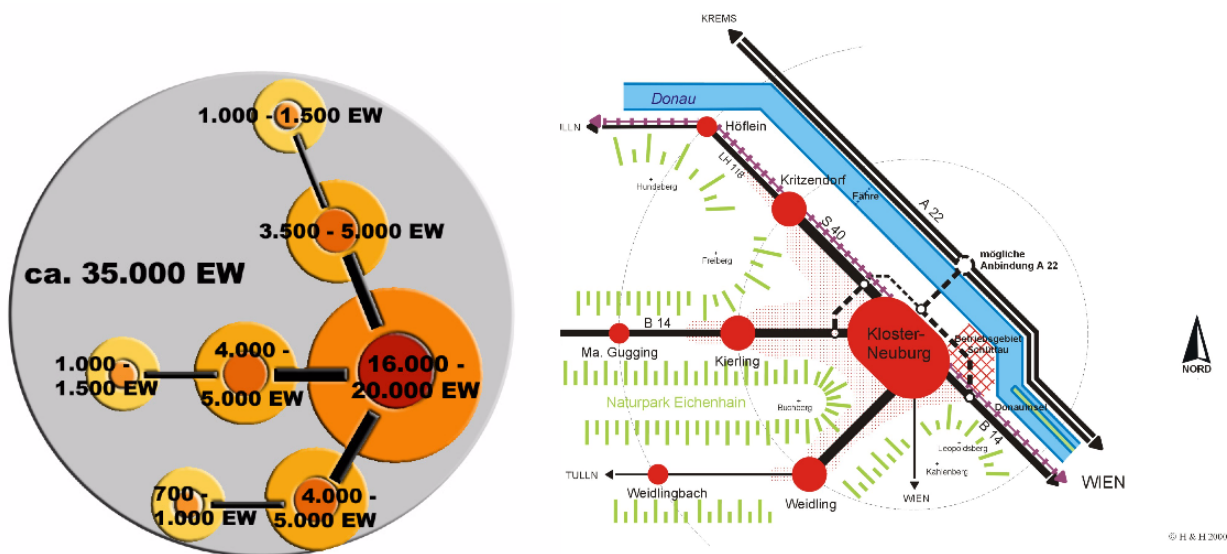 1.000 - 1.500 EW
3.500 - 5.000 EW
ca. 35.000 EW
1.000 -
1.500 EW
4.000 -
5.000 EW
16.000 -
20.000 EW
700 -
1.000 EW
4.000 -
5.000 EW
KREMS
Donau
Höflein
LH 118
Hundsberg
Kritzendorf
Fähre
S 40
A 22
mögliche
Anbindung A 22
Freiberg
B 14
Ma. Gugging
Kierling
Kloster-
Neuburg
Betriebsgebiet
Schüttau
NORD
Naturpark Eichenhain
Buchberg
Donauinsel
B 14
Leopoldsberg
Kahlenberg
TULLN
Weidlingbach
Weidling
WIEN
WIEN
© H & H 2000